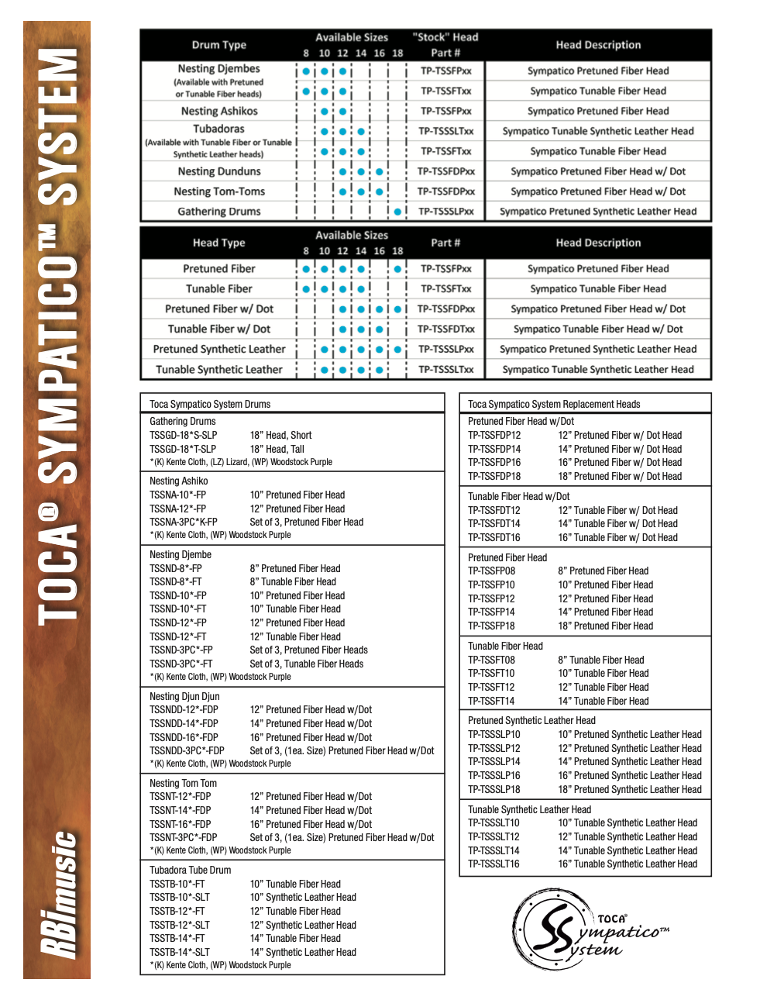 TOCA® SYMPATICO™ SYSTEM
RBImusic
Drum Type Available Sizes "Stock" Head Part # Head Description
8 10 12 14 16 18
Nesting Djembes TP-TSSFPxx Sympatico Pretuned Fiber Head
(Available with Pretuned
or Tunable Fiber heads) TP-TSSFTxx Sympatico Tunable Fiber Head
Nesting Ashikos TP-TSSFPxx Sympatico Pretuned Fiber Head
Tubadoras TP-TSSSLTxx Sympatico Tunable Synthetic Leather Head
(Available with Tunable Fiber or Tunable
Synthetic Leather heads) TP-TSSFTxx Sympatico Tunable Fiber Head
Nesting Dunduns TP-TSSFDPxx Sympatico Pretuned Fiber Head w/ Dot
Nesting Tom-Toms TP-TSSFDPxx Sympatico Pretuned Fiber Head w/ Dot
Gathering Drums TP-TSSSLPxx Sympatico Pretuned Synthetic Leather Head
Head Type Available Sizes Part # Head Description
8 10 12 14 16 18
Pretuned Fiber TP-TSSFPxx Sympatico Pretuned Fiber Head
Tunable Fiber TP-TSSFTxx Sympatico Tunable Fiber Head
Pretuned Fiber w/ Dot TP-TSSFDPxx Sympatico Pretuned Fiber Head w/ Dot
Tunable Fiber w/ Dot TP-TSSFDTxx Sympatico Tunable Fiber Head w/ Dot
Pretuned Synthetic Leather TP-TSSSLPxx Sympatico Pretuned Synthetic Leather Head
Tunable Synthetic Leather TP-TSSSLTxx Sympatico Tunable Synthetic Leather Head
Toca Sympatico System Drums
Gathering Drums
TSSGD-18*S-SLP 18” Head, Short
TSSGD-18*T-SLP 18” Head, Tall
*(K) Kente Cloth, (LZ) Lizard, (WP) Woodstock Purple
Nesting Ashiko
TSSNA-10*-FP 10” Pretuned Fiber Head
TSSNA-12*-FP 12” Pretuned Fiber Head
TSSNA-3PC*K-FP Set of 3, Pretuned Fiber Head
*(K) Kente Cloth, (WP) Woodstock Purple
Nesting Djembe
TSSND-8*-FP 8” Pretuned Fiber Head
TSSND-8*-FT 8” Tunable Fiber Head
TSSND-10*-FP 10” Pretuned Fiber Head
TSSND-10*-FT 10” Tunable Fiber Head
TSSND-12*-FP 12” Pretuned Fiber Head
TSSND-12*-FT 12” Tunable Fiber Head
TSSND-3PC*-FP Set of 3, Pretuned Fiber Heads
TSSND-3PC*-FT Set of 3, Tunable Fiber Heads
*(K) Kente Cloth, (WP) Woodstock Purple
Nesting Djun Djun
TSSNDD-12*-FDP 12” Pretuned Fiber Head w/Dot
TSSNDD-14*-FDP 14” Pretuned Fiber Head w/Dot
TSSNDD-16*-FDP 16” Pretuned Fiber Head w/Dot
TSSNDD-3PC*-FDP Set of 3, (1ea. Size) Pretuned Fiber Head w/Dot
*(K) Kente Cloth, (WP) Woodstock Purple
Nesting Tom Tom
TSSNT-12*-FDP 12” Pretuned Fiber Head w/Dot
TSSNT-14*-FDP 14” Pretuned Fiber Head w/Dot
TSSNT-16*-FDP 16” Pretuned Fiber Head w/Dot
TSSNT-3PC*-FDP Set of 3, (1ea. Size) Pretuned Fiber Head w/Dot
*(K) Kente Cloth, (WP) Woodstock Purple
Tubadora Tube Drum
TSSTB-10*-FT 10” Tunable Fiber Head
TSSTB-10*-SLT 10” Synthetic Leather Head
TSSTB-12*-FT 12” Tunable Fiber Head
TSSTB-12*-SLT 12” Synthetic Leather Head
TSSTB-14*-FT 14” Tunable Fiber Head
TSSTB-14*-SLT 14” Synthetic Leather Head
*(K) Kente Cloth, (WP) Woodstock Purple
Toca Sympatico System Replacement Heads
Pretuned Fiber Head w/Dot
TP-TSSFDP12 12” Pretuned Fiber w/ Dot Head
TP-TSSFDP14 14” Pretuned Fiber w/ Dot Head
TP-TSSFDP16 16” Pretuned Fiber w/ Dot Head
TP-TSSFDP18 18” Pretuned Fiber w/ Dot Head
Tunable Fiber Head w/Dot
TP-TSSFDT12 12” Tunable Fiber w/ Dot Head
TP-TSSFDT14 14” Tunable Fiber w/ Dot Head
TP-TSSFDT16 16” Tunable Fiber w/ Dot Head
Pretuned Fiber Head
TP-TSSFP08 8” Pretuned Fiber Head
TP-TSSFP10 10” Pretuned Fiber Head
TP-TSSFP12 12” Pretuned Fiber Head
TP-TSSFP14 14” Pretuned Fiber Head
TP-TSSFP18 18” Pretuned Fiber Head
Tunable Fiber Head
TP-TSSFT08 8” Tunable Fiber Head
TP-TSSFT10 10” Tunable Fiber Head
TP-TSSFT12 12” Tunable Fiber Head
TP-TSSFT14 14” Tunable Fiber Head
Pretuned Synthetic Leather Head
TP-TSSSLP10 10” Pretuned Synthetic Leather Head
TP-TSSSLP12 12” Pretuned Synthetic Leather Head
TP-TSSSLP14 14” Pretuned Synthetic Leather Head
TP-TSSSLP16 16” Pretuned Synthetic Leather Head
TP-TSSSLP18 18” Pretuned Synthetic Leather Head
Tunable Synthetic Leather Head
TP-TSSSLT10 10” Tunable Synthetic Leather Head
TP-TSSSLT12 12” Tunable Synthetic Leather Head
TP-TSSSLT14 14” Tunable Synthetic Leather Head
TP-TSSSLT16 16” Tunable Synthetic Leather Head
TOCA®
Sympatico™
System